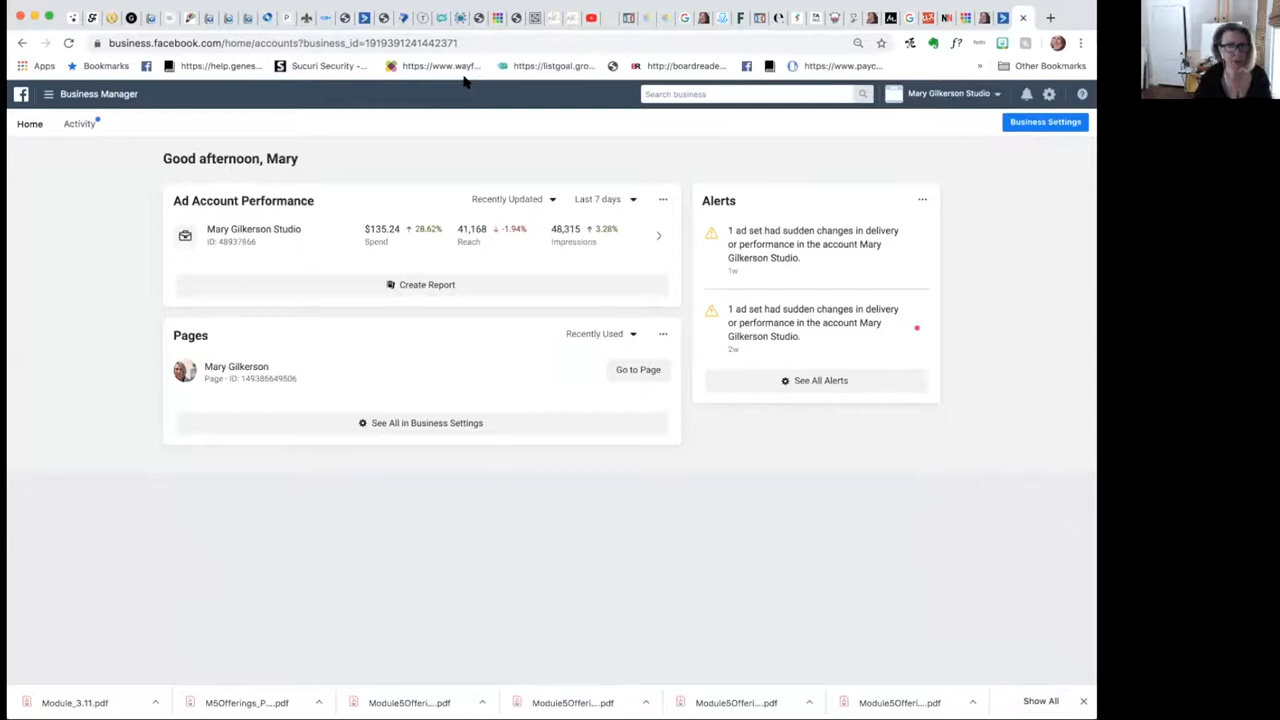 business.facebook.com/home/accounts?business_id=1919391241442371
Apps
Bookmarks
https://help.genes...
Sucuri Security -...
https://www.wayf...
https://listgoal.gro...
http://boardreade...
https://www.payc...
»
Other Bookmarks
Business Manager
Search business
Mary Gilkerson Studio
Home
Activity
Business Settings
Good afternoon, Mary
Ad Account Performance
Recently Updated
Last 7 days
Mary Gilkerson Studio
ID: 48937866
$135.24 ↑ 28.62%
Spend
41,168 ↓ -1.94%
Reach
48,315 ↑ 3.28%
Impressions
Create Report
Pages
Recently Used
Mary Gilkerson
Page · ID: 149386649506
Go to Page
See All in Business Settings
Alerts
1 ad set had sudden changes in delivery
or performance in the account Mary
Gilkerson Studio.
1w
1 ad set had sudden changes in delivery
or performance in the account Mary
Gilkerson Studio.
2w
See All Alerts
Module_3.11.pdf
M5Offerings_P....pdf
Module5Offeri....pdf
Module5Offeri....pdf
Module5Offeri....pdf
Module5Offeri....pdf
Show All